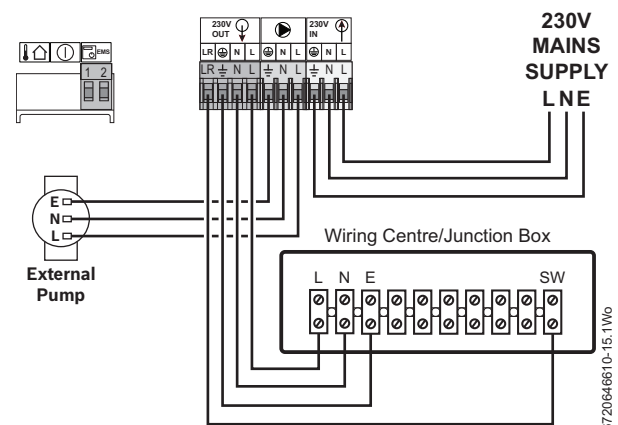 230V OUT
230V IN
LR N L N L N L
LR N L N L N L
EMS
1 2
230V
MAINS
SUPPLY
L N E
E
N
L
External
Pump
Wiring Centre/Junction Box
L N E SW
6720646610-15.1Wo